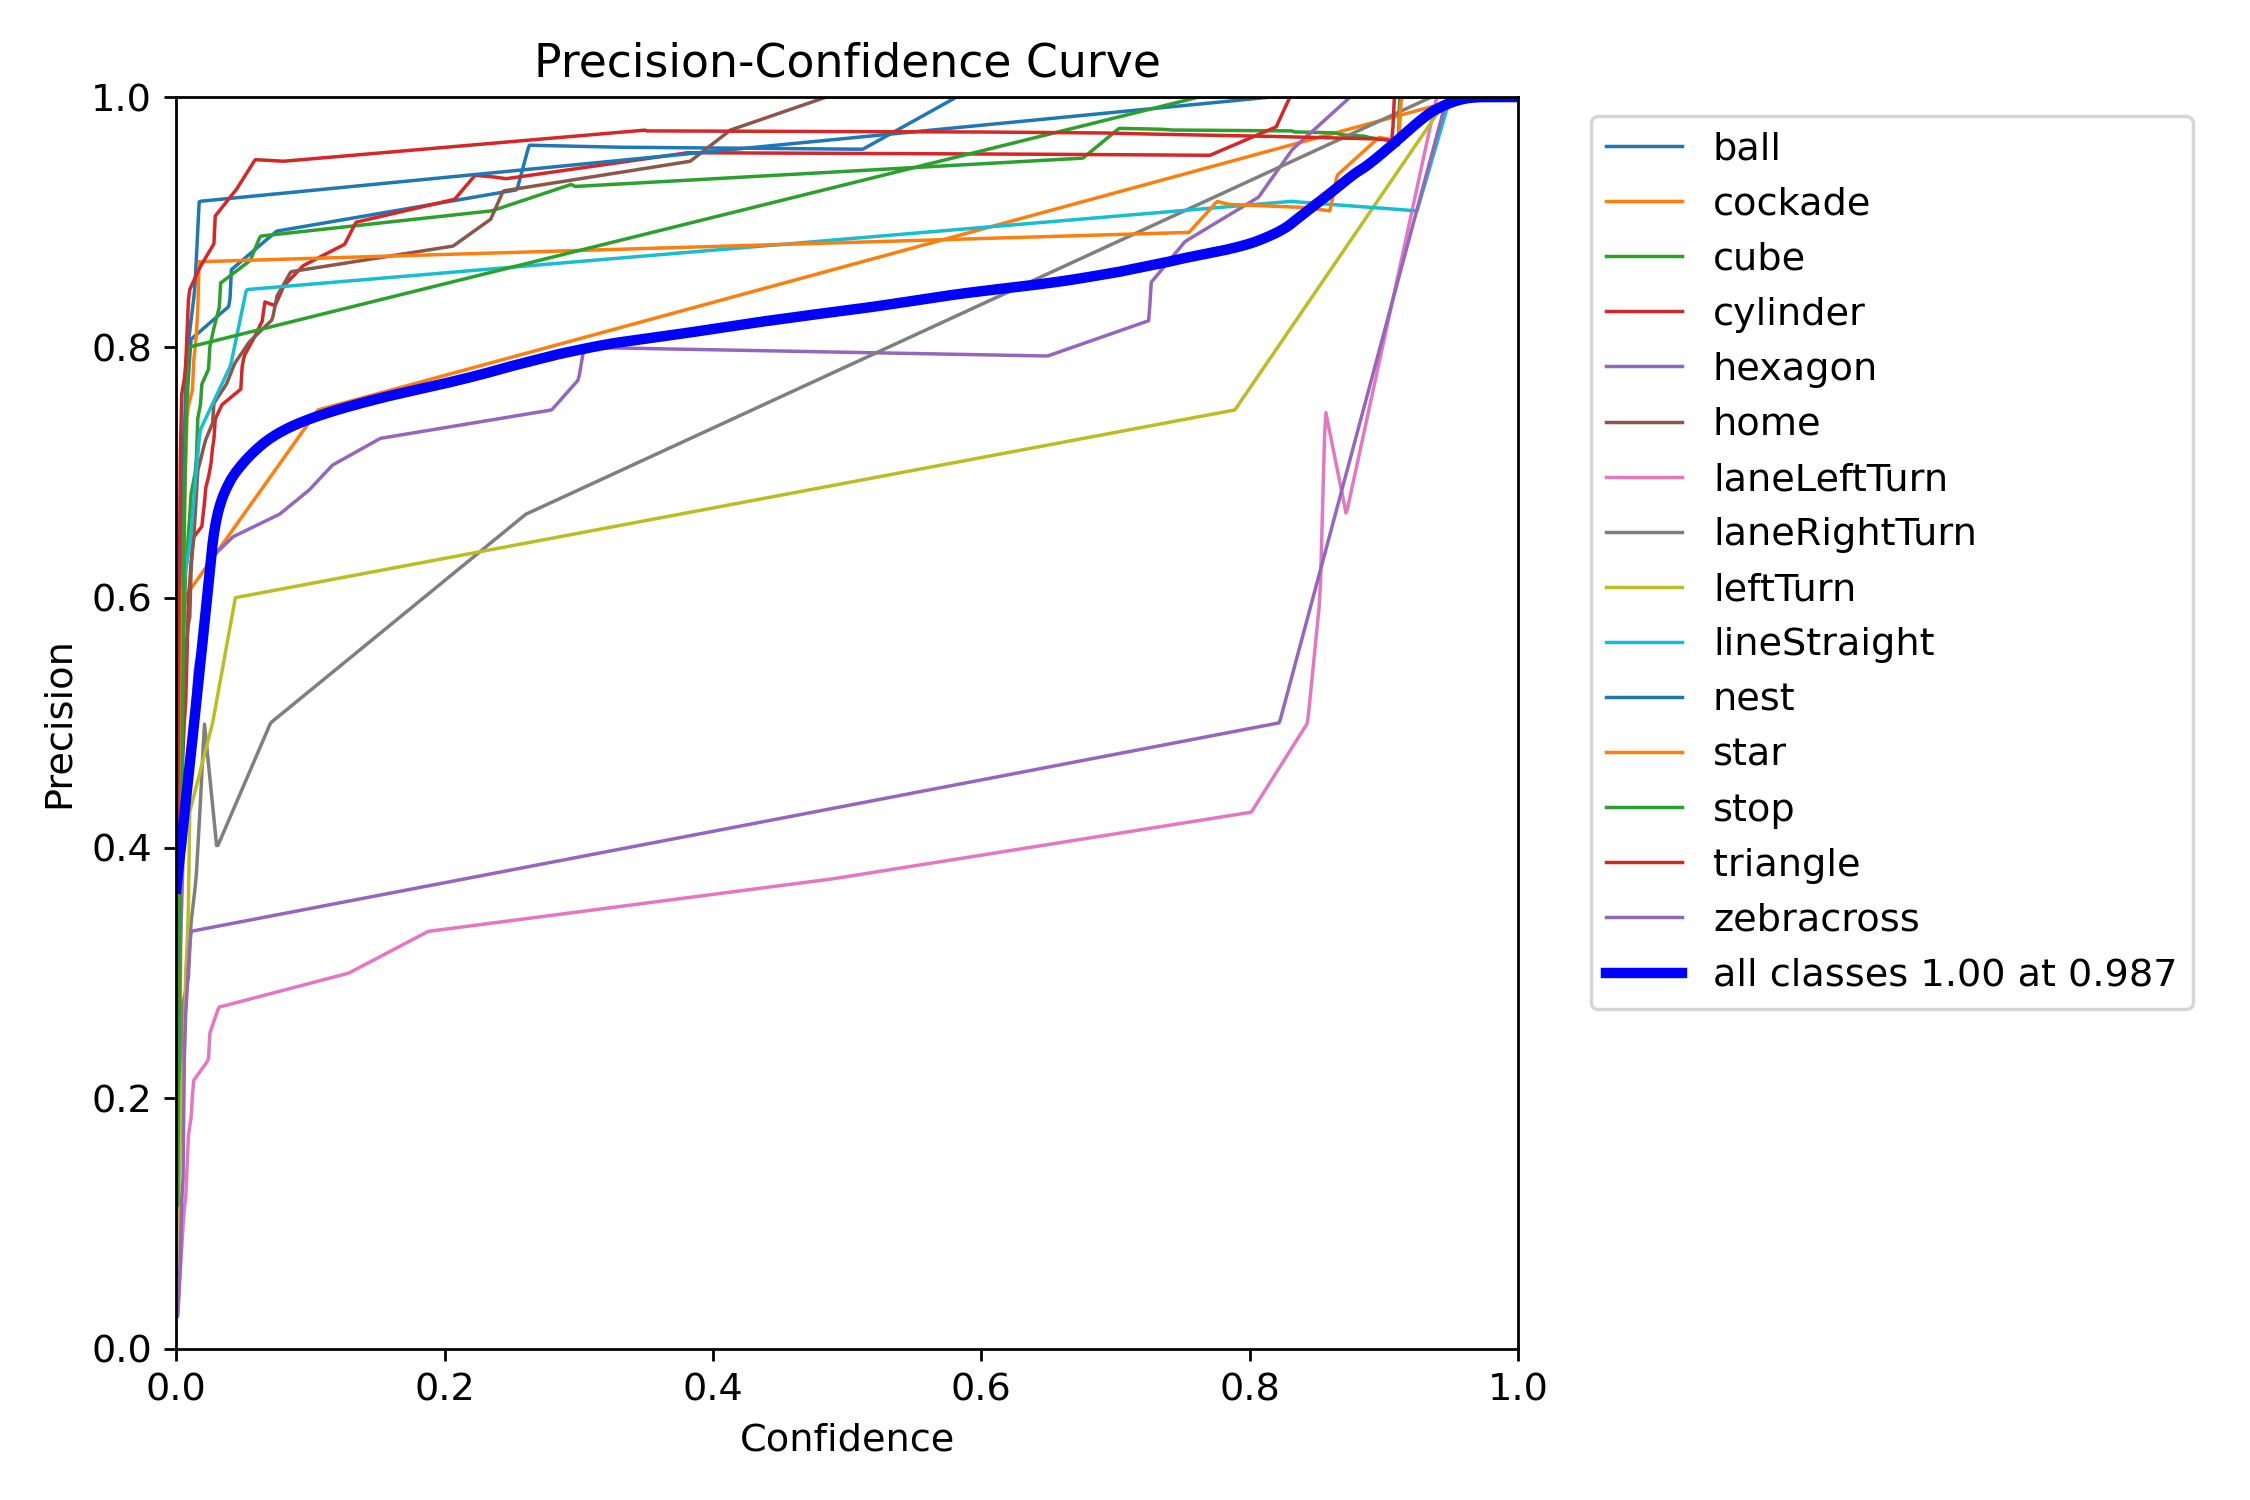 Precision-Confidence Curve
1.0
0.8
0.6
0.4
0.2
0.0
Precision
0.0 0.2 0.4 0.6 0.8 1.0
Confidence
ball
cockade
cube
cylinder
hexagon
home
laneLeftTurn
laneRightTurn
leftTurn
lineStraight
nest
star
stop
triangle
zebracross
all classes 1.00 at 0.987